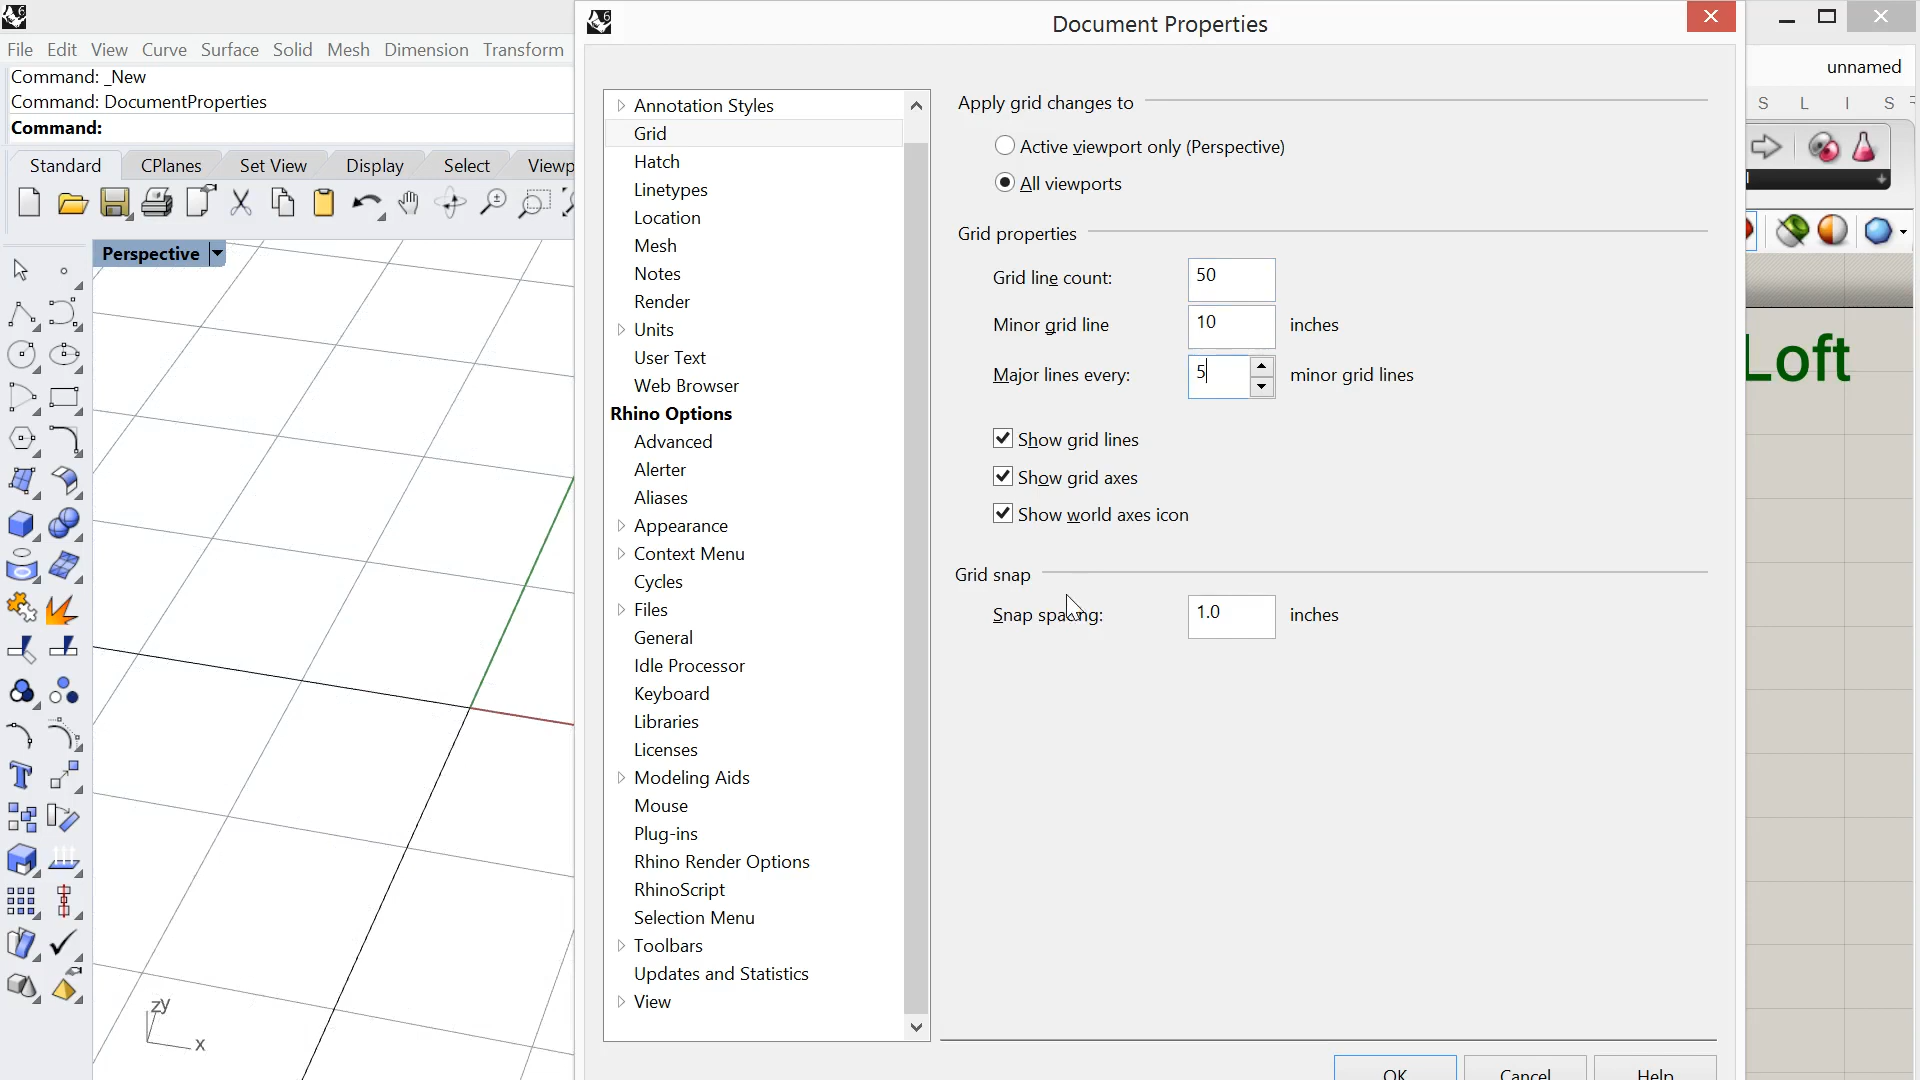 6
6
Document Properties
File Edit View Curve Surface Solid Mesh Dimension Transform
Command: _New
Command: DocumentProperties
Command:
unnamed
S L I S
Standard CPlanes Set View Display Select Viewp
Perspective
Annotation Styles
Grid
Hatch
Linetypes
Location
Mesh
Notes
Render
Units
User Text
Web Browser
Rhino Options
Advanced
Alerter
Aliases
Appearance
Context Menu
Cycles
Files
General
Idle Processor
Keyboard
Libraries
Licenses
Modeling Aids
Mouse
Plug-ins
Rhino Render Options
RhinoScript
Selection Menu
Toolbars
Updates and Statistics
View
Apply grid changes to
Active viewport only (Perspective)
All viewports
Grid properties
Grid line count: 50
Minor grid line 10 inches
Major lines every: 5 minor grid lines
Show grid lines
Show grid axes
Show world axes icon
Grid snap
Snap spacing: 1.0 inches
OK Cancel Help
Loft
zy
x